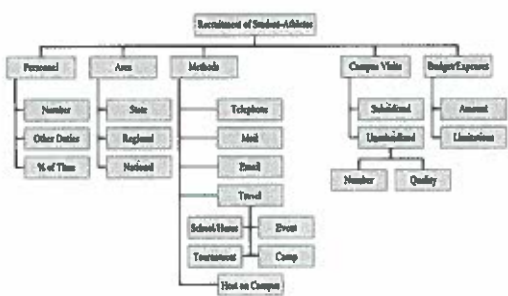 Recruitment of Student-Athletes
Personnel
Area
Methods
Campus Visits
Budget/Expenses
Number
State
Telephone
Subsidized
Amount
Other Duties
Regional
Mail
Unsubsidized
Limitations
% of Time
National
Email
Number
Quality
Travel
School/Home
Event
Tournament
Camp
Host on Campus